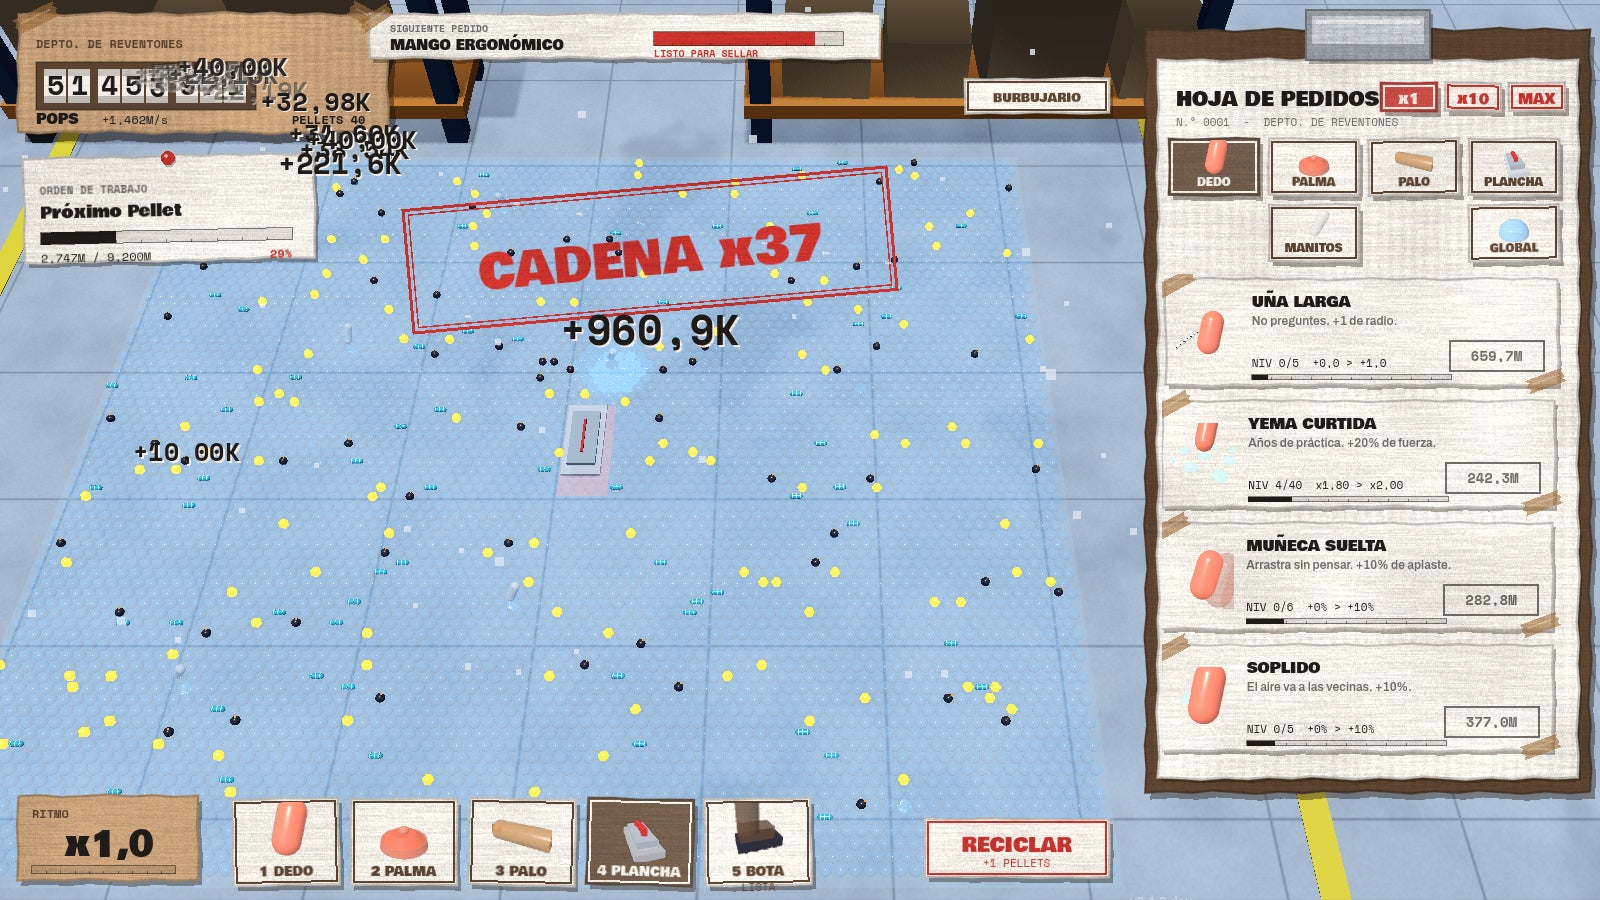 DEPTO. DE REVENTONES
+40,00K
+32,98K
POPS
+1,462M/s
PELLETS 40
+40,00K
+221,6K
SIGUIENTE PEDIDO
MANGO ERGONÓMICO
LISTO PARA SELLAR
BURBUJARIO
ORDEN DE TRABAJO
Próximo Pellet
2,747M / 9,200M
29%
CADENA x37
+960,9K
+10,00K
HOJA DE PEDIDOS
x1
x10
MAX
N.° 0001 - DEPTO. DE REVENTONES
DEDO
PALMA
PALO
PLANCHA
MANITOS
GLOBAL
UÑA LARGA
No preguntes. +1 de radio.
NIV 0/5 +0,0 > +1,0
659,7M
YEMA CURTIDA
Años de práctica. +20% de fuerza.
NIV 4/40 x1,80 > x2,00
242,3M
MUÑECA SUELTA
Arrastra sin pensar. +10% de aplaste.
NIV 0/6 +0% > +10%
282,8M
SOPLIDO
El aire va a las vecinas. +10%.
NIV 0/5 +0% > +10%
377,0M
RITMO
x1,0
1 DEDO
2 PALMA
3 PALO
4 PLANCHA
5 BOTA
LISTA
RECICLAR
+1 PELLETS